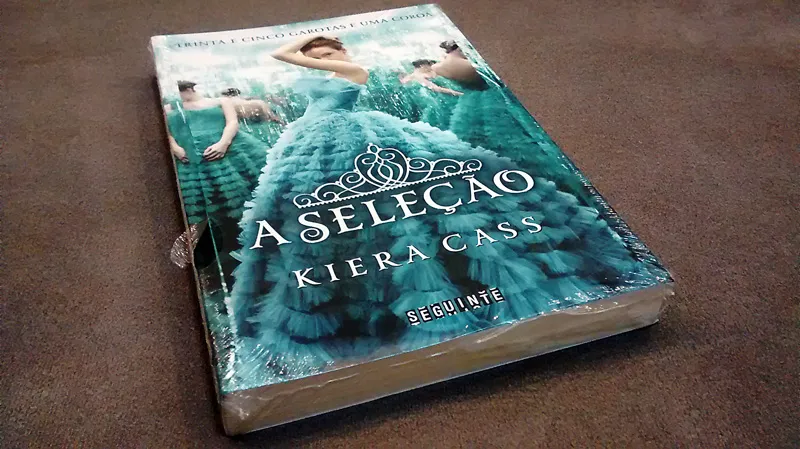 TRINTA E CINCO GAROTAS E UMA COROA
A SELEÇÃO
KIERA CASS
SEGUINTE